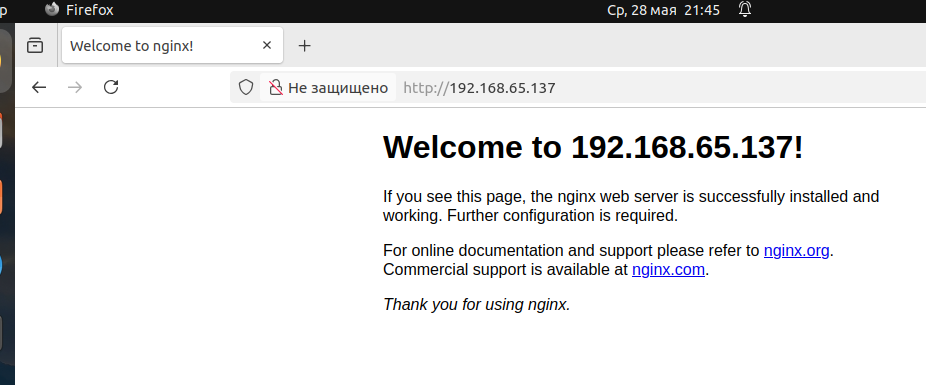 р Firefox Ср, 28 мая 21:45
Welcome to nginx!
Не защищено http://192.168.65.137
Welcome to 192.168.65.137!
If you see this page, the nginx web server is successfully installed and
working. Further configuration is required.
For online documentation and support please refer to nginx.org.
Commercial support is available at nginx.com.
Thank you for using nginx.